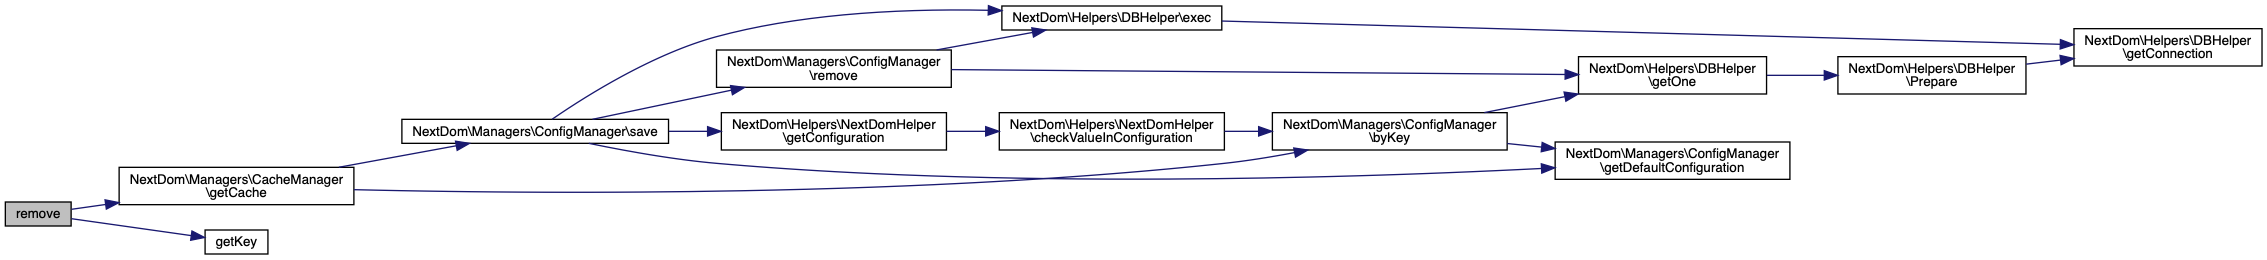 remove
NextDom\Managers\CacheManager
\getCache
getKey
NextDom\Managers\ConfigManager\save
NextDom\Helpers\DBHelper\exec
NextDom\Managers\ConfigManager
\remove
NextDom\Helpers\NextDomHelper
\getConfiguration
NextDom\Helpers\NextDomHelper
\checkValueInConfiguration
NextDom\Managers\ConfigManager
\byKey
NextDom\Helpers\DBHelper
\getOne
NextDom\Managers\ConfigManager
\getDefaultConfiguration
NextDom\Helpers\DBHelper
\Prepare
NextDom\Helpers\DBHelper
\getConnection